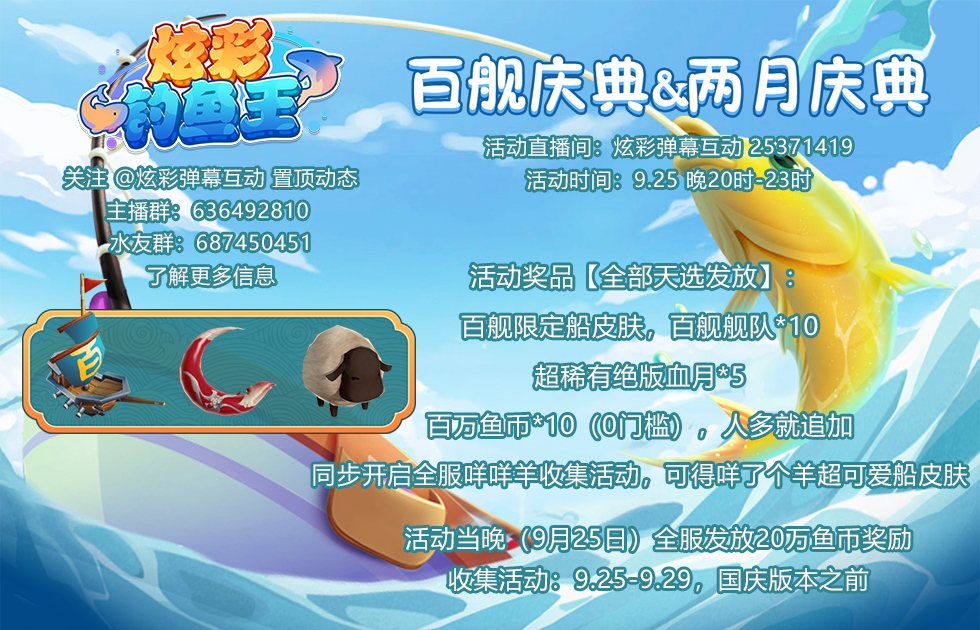 炫彩
钓鱼王
百舰庆典&两月庆典
活动直播间：炫彩弹幕互动 25371419
活动时间：9.25 晚20时-23时
关注 @炫彩弹幕互动 置顶动态
主播群：636492810
水友群：687450451
了解更多信息
百
活动奖品【全部天选发放】：
百舰限定船皮肤，百舰舰队*10
超稀有绝版血月*5
百万鱼币*10（0门槛），人多就追加
同步开启全服咩咩羊收集活动，可得咩了个羊超可爱船皮肤
活动当晚（9月25日）全服发放20万鱼币奖励
收集活动：9.25-9.29，国庆版本之前